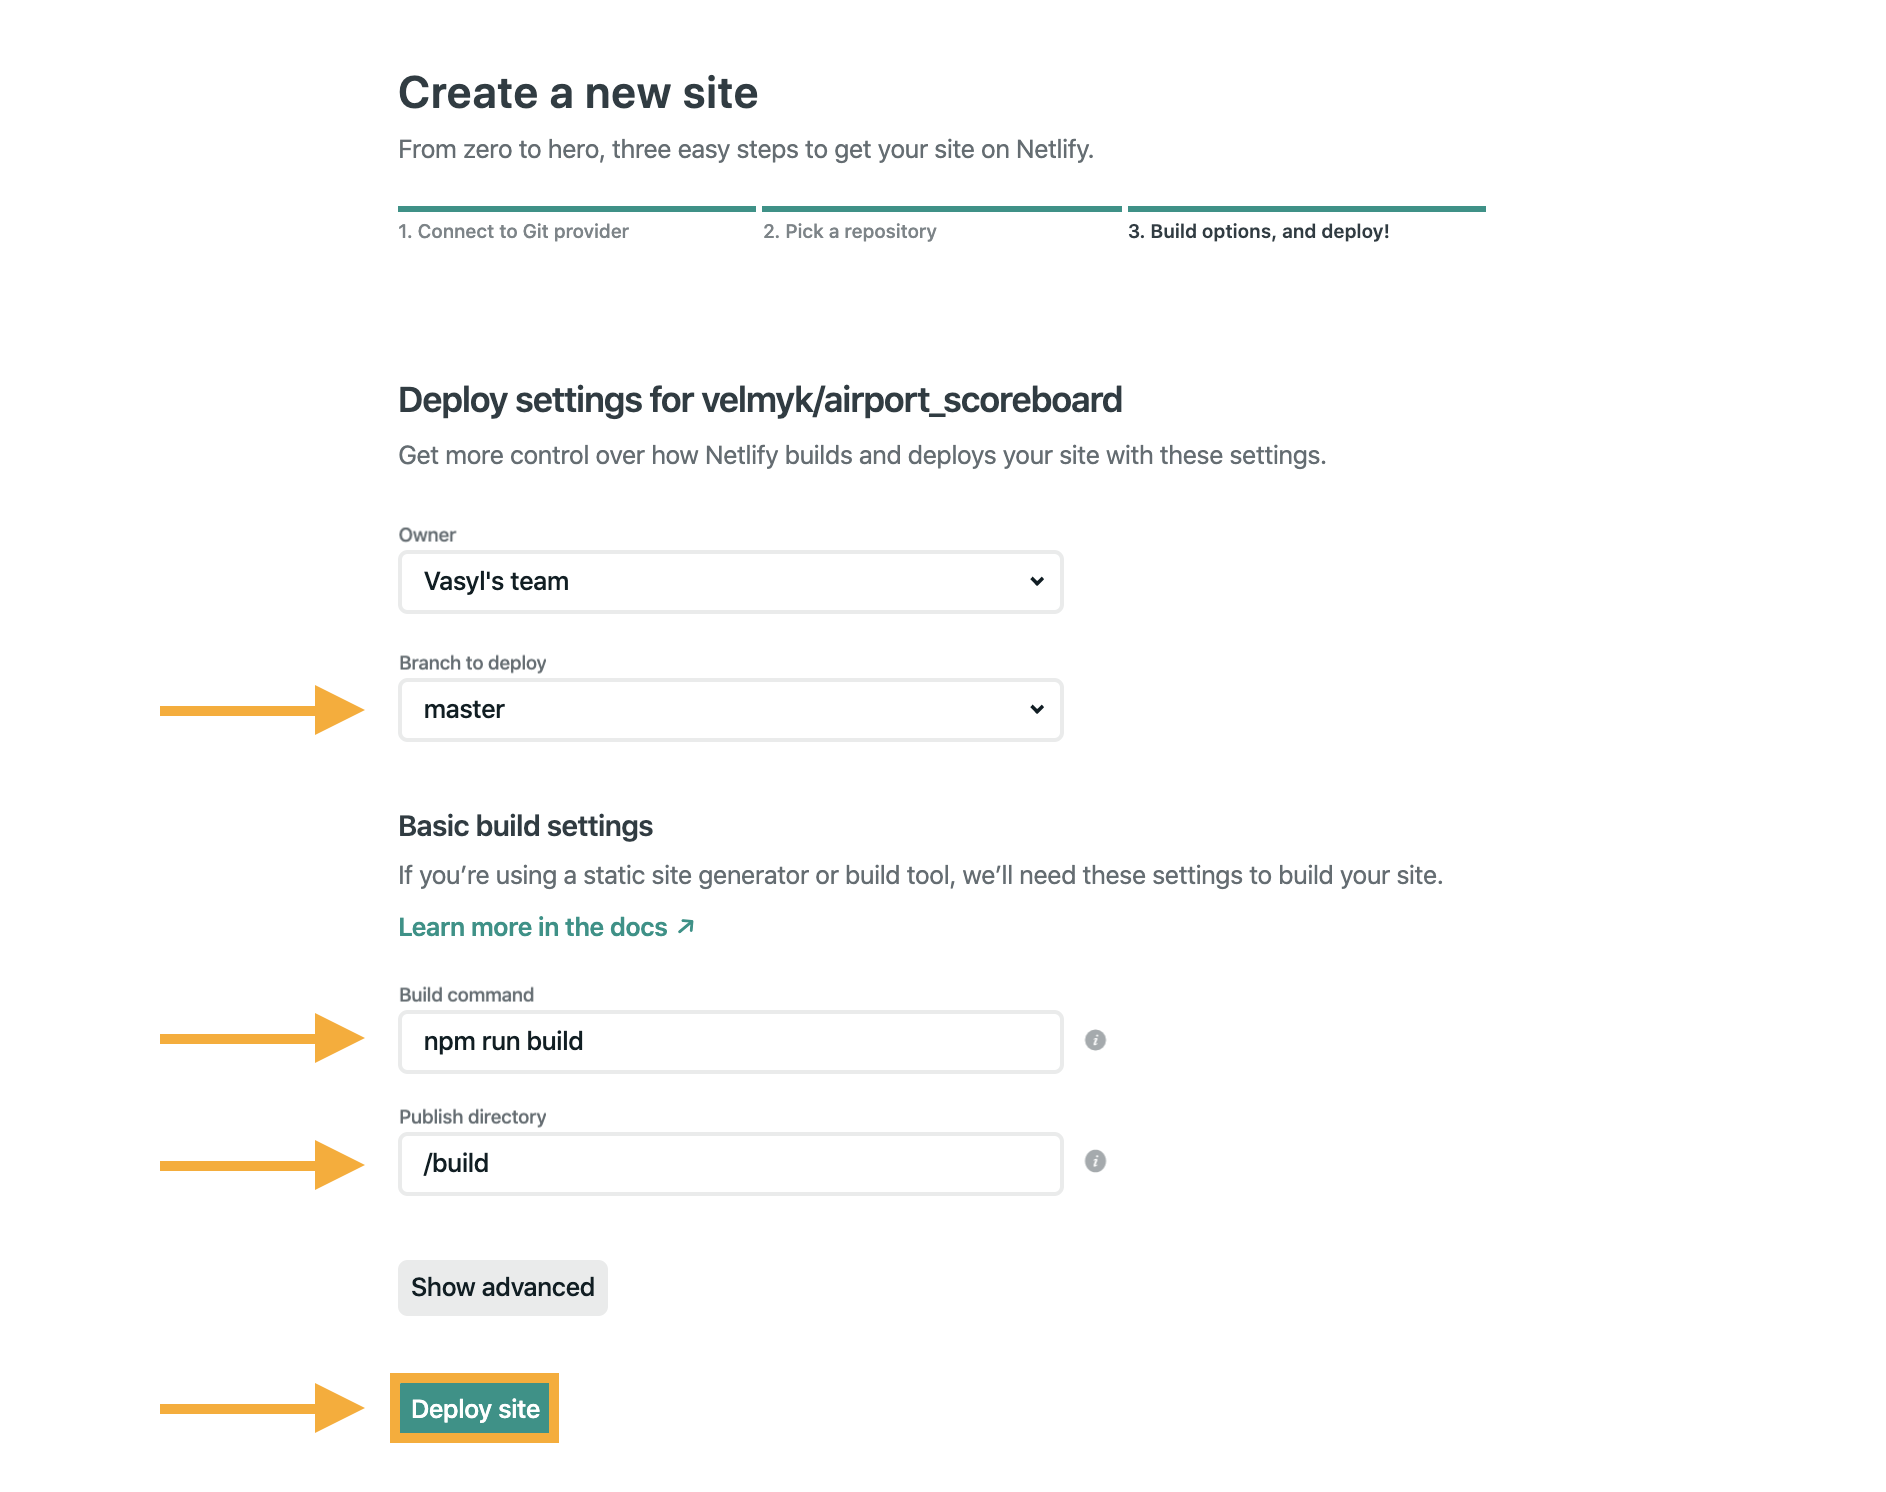 Create a new site
From zero to hero, three easy steps to get your site on Netlify.
1. Connect to Git provider
2. Pick a repository
3. Build options, and deploy!
Deploy settings for velmyk/airport_scoreboard
Get more control over how Netlify builds and deploys your site with these settings.
Owner
Vasyl's team
Branch to deploy
master
Basic build settings
If you’re using a static site generator or build tool, we’ll need these settings to build your site.
Learn more in the docs ↗
Build command
npm run build
i
Publish directory
/build
i
Show advanced
Deploy site